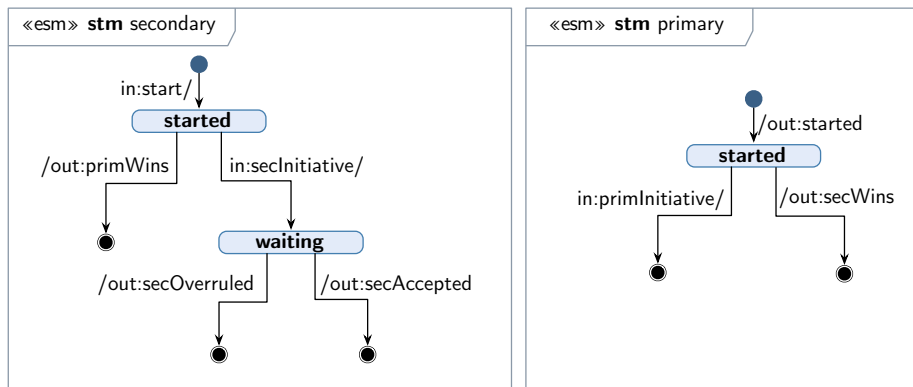 «esm» stm secondary
in:start/
started
/out:primWins
in:secInitiative/
waiting
/out:secOverruled
/out:secAccepted
«esm» stm primary
/out:started
started
in:primInitiative/
/out:secWins